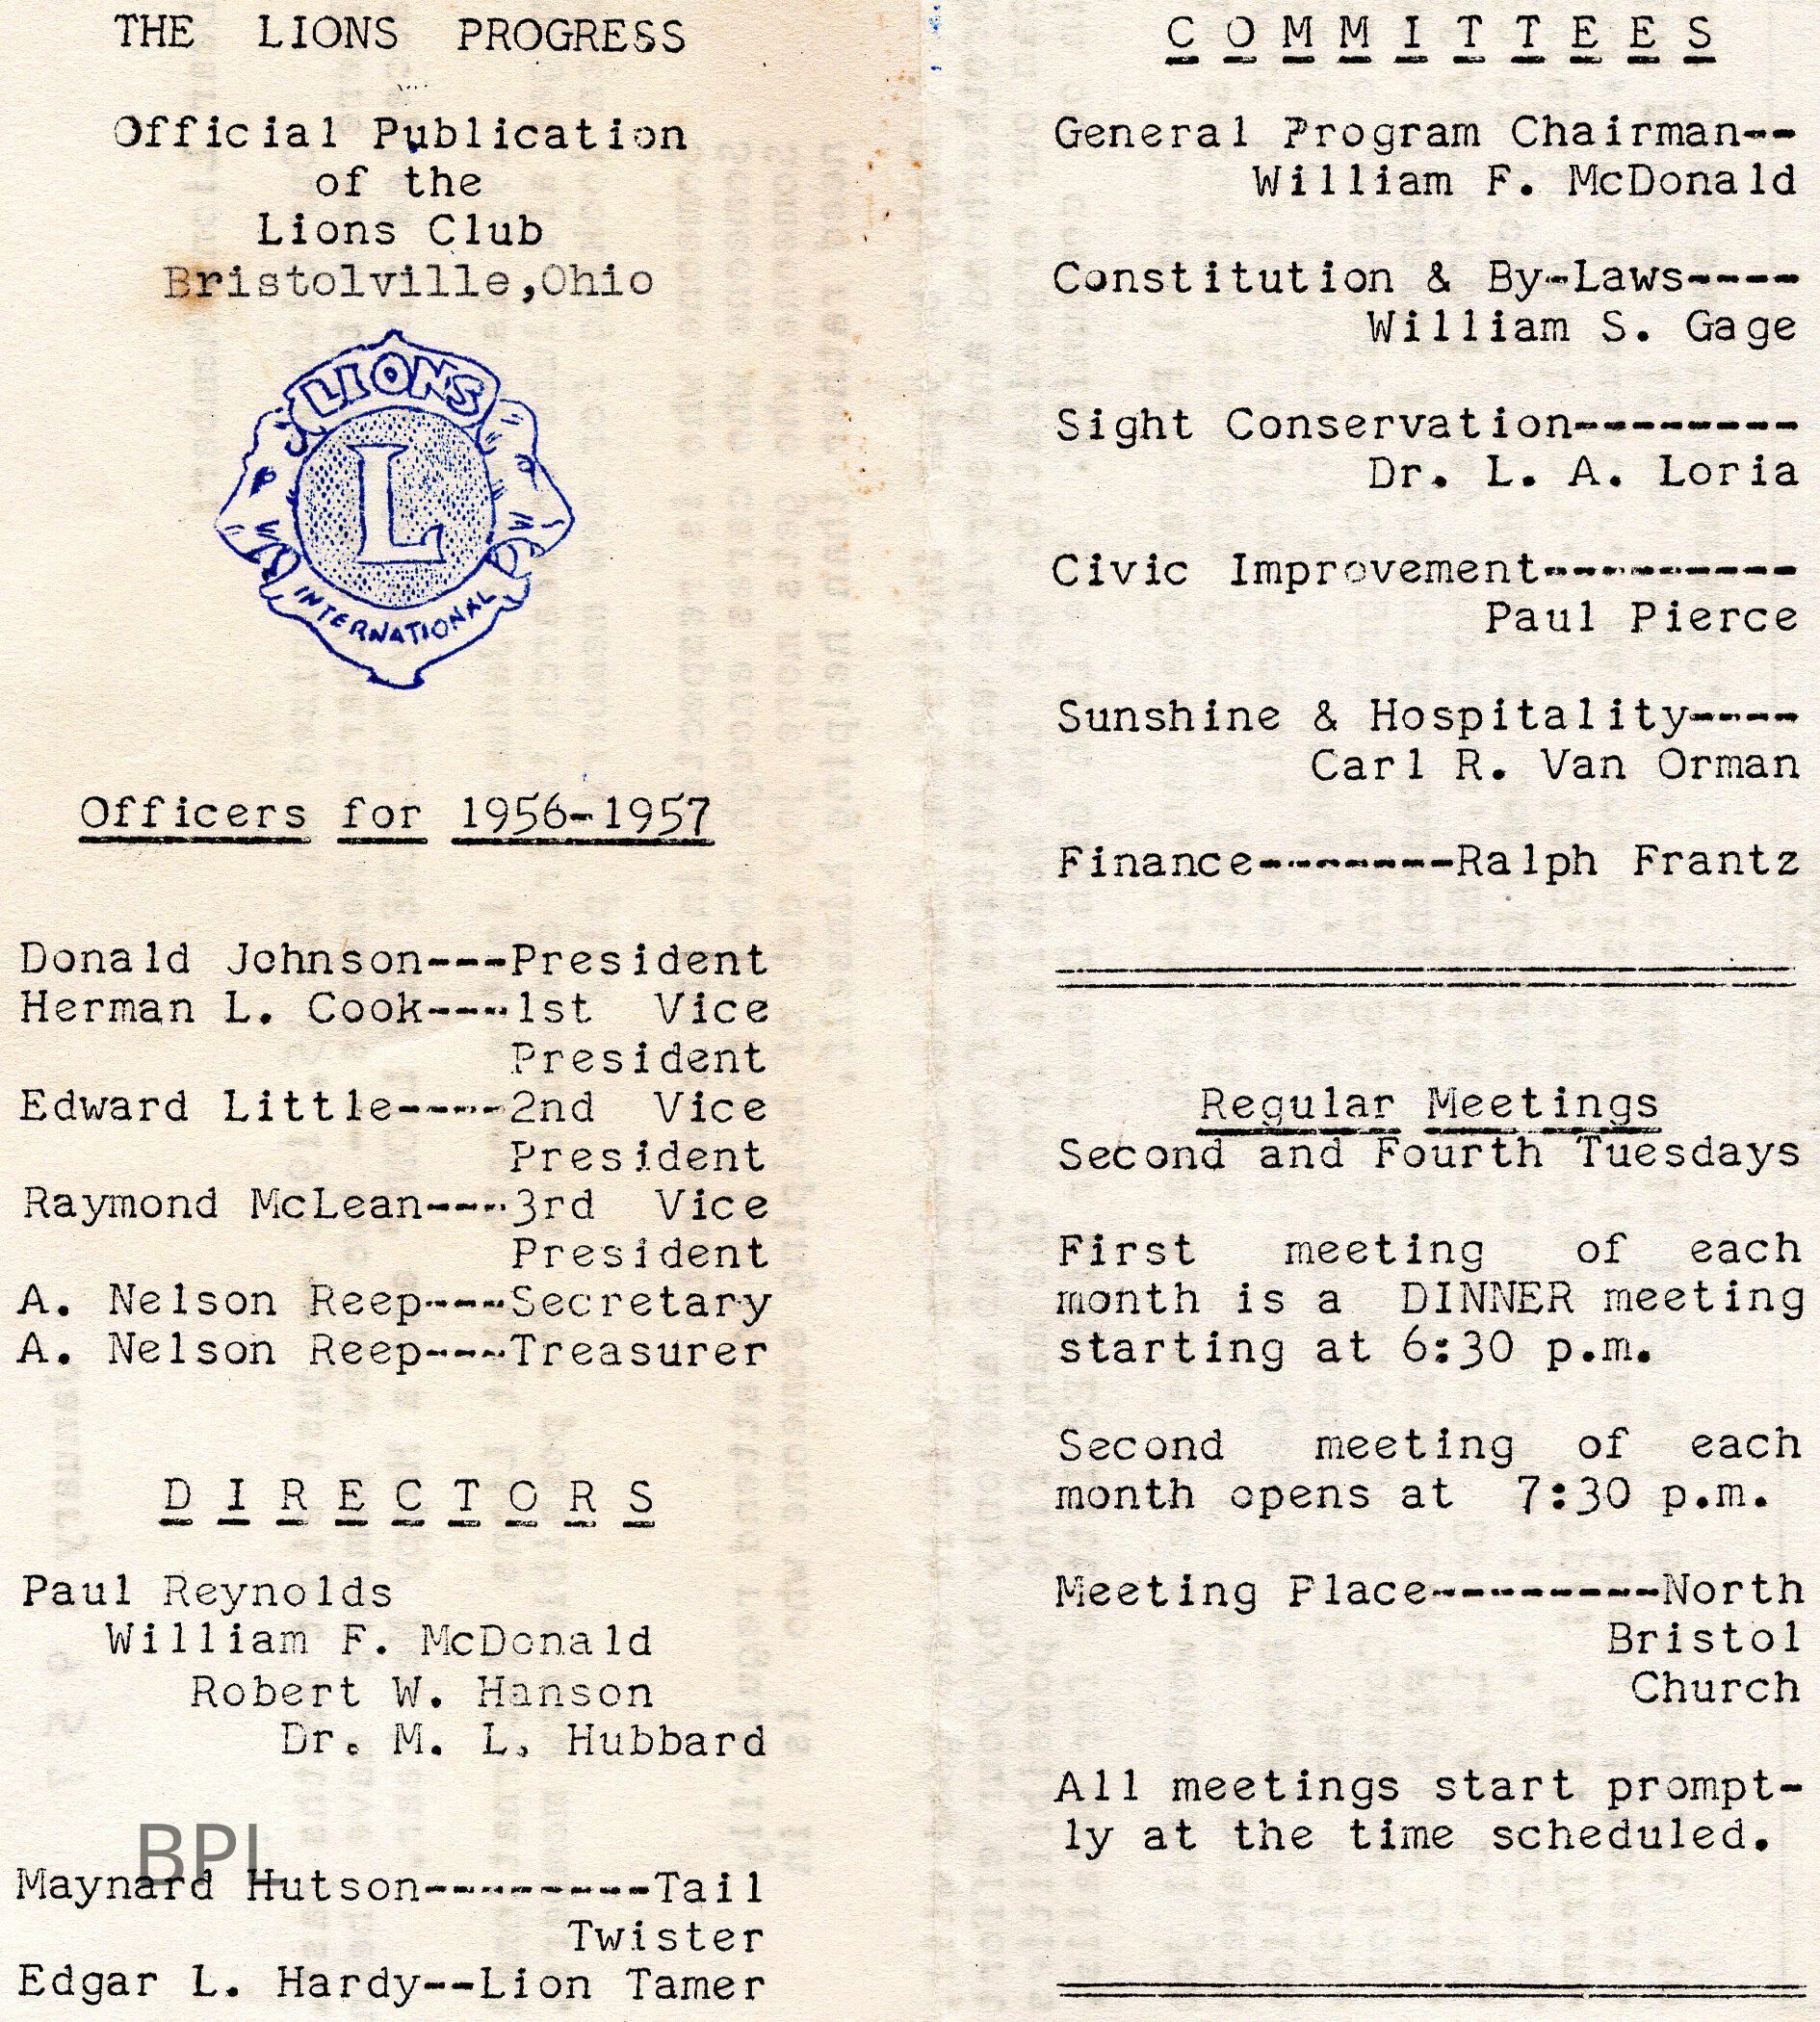 THE LIONS PROGRESS
Official Publication
of the
Lions Club
Bristolville,Ohio
LIONS
L
INTERNATIONAL
Officers for 1956-1957
Donald Johnson---President
Herman L. Cook----1st Vice
President
Edward Little-----2nd Vice
President
Raymond McLean----3rd Vice
President
A. Nelson Reep----Secretary
A. Nelson Reep----Treasurer
D I R E C T O R S
Paul Reynolds
William F. McDonald
Robert W. Hanson
Dr. M. L. Hubbard
BPL
Maynard Hutson---------Tail
Twister
Edgar L. Hardy--Lion Tamer
C O M M I T T E E S
General Program Chairman--
William F. McDonald
Constitution & By-Laws----
William S. Gage
Sight Conservation--------
Dr. L. A. Loria
Civic Improvement---------
Paul Pierce
Sunshine & Hospitality----
Carl R. Van Orman
Finance-------Ralph Frantz
Regular Meetings
Second and Fourth Tuesdays
First meeting of each
month is a DINNER meeting
starting at 6:30 p.m.
Second meeting of each
month opens at 7:30 p.m.
Meeting Place---------North
Bristol
Church
All meetings start prompt-
ly at the time scheduled.